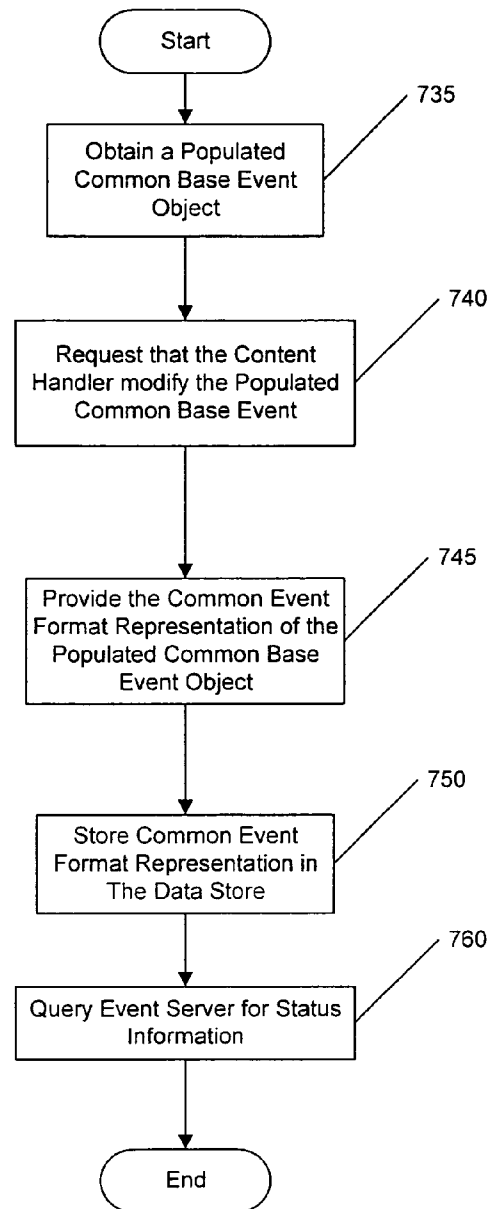 Start
735
Obtain a Populated
Common Base Event
Object
740
Request that the Content
Handler modify the Populated
Common Base Event
745
Provide the Common Event
Format Representation of the
Populated Common Base
Event Object
750
Store Common Event
Format Representation in
The Data Store
760
Query Event Server for Status
Information
End